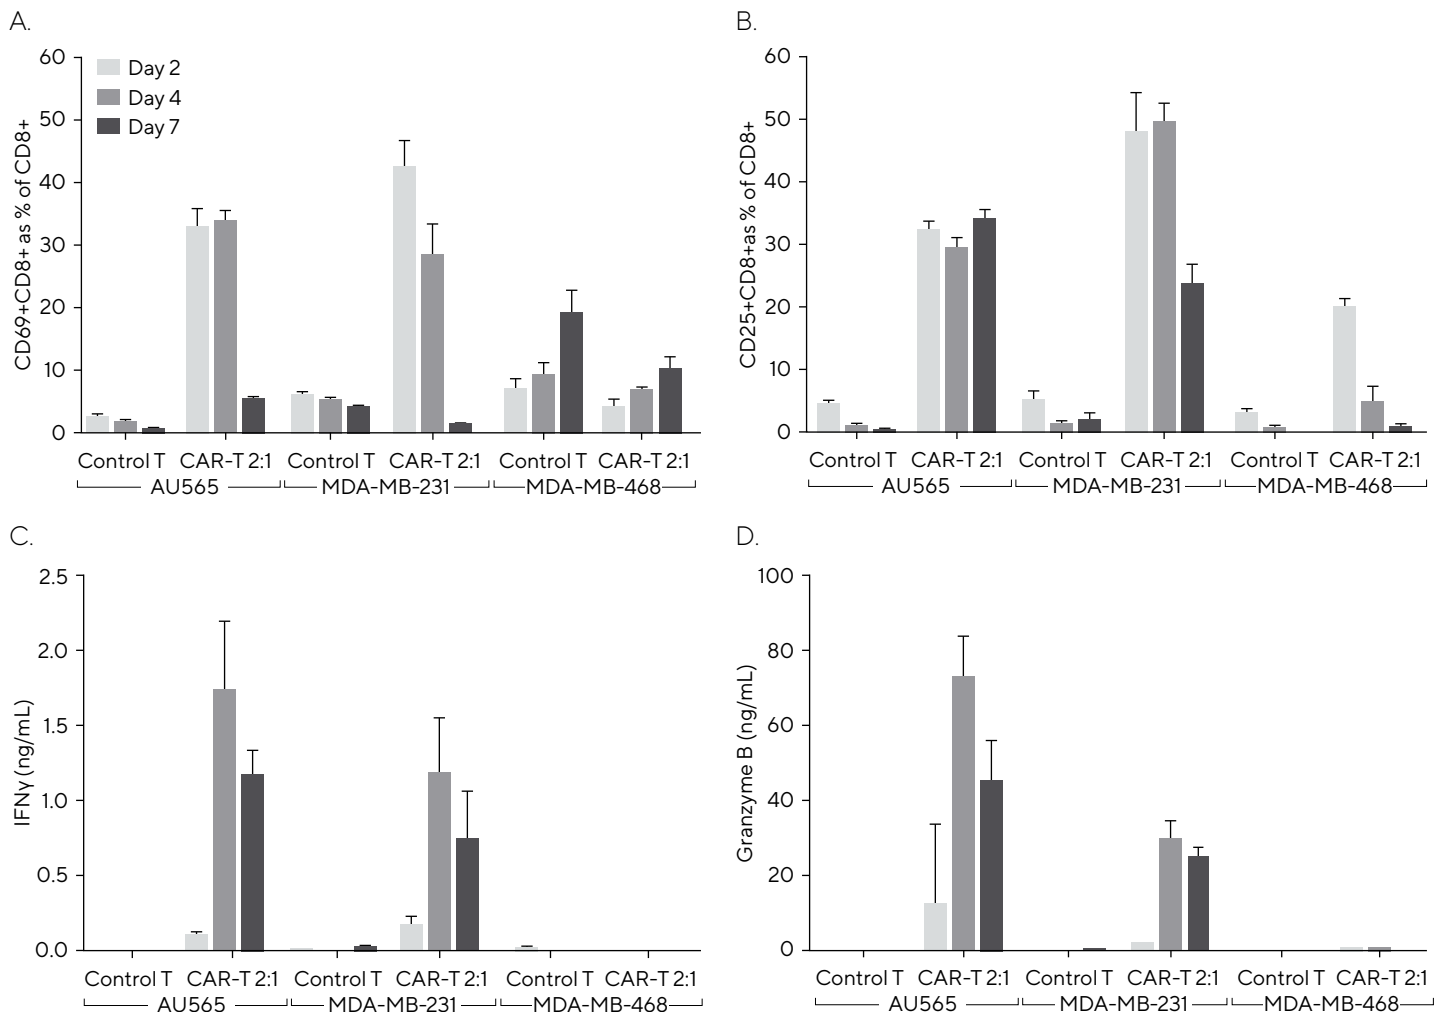 A.
CD69+CD8+ as % of CD8+
60
50
40
30
20
10
0
Day 2
Day 4
Day 7
Control T CAR-T 2:1 Control T CAR-T 2:1 Control T CAR-T 2:1
AU565 MDA-MB-231 MDA-MB-468
B.
CD25+CD8+as % of CD8+
60
50
40
30
20
10
0
Control T CAR-T 2:1 Control T CAR-T 2:1 Control T CAR-T 2:1
AU565 MDA-MB-231 MDA-MB-468
C.
IFNγ (ng/mL)
2.5
2.0
1.5
1.0
0.5
0.0
Control T CAR-T 2:1 Control T CAR-T 2:1 Control T CAR-T 2:1
AU565 MDA-MB-231 MDA-MB-468
D.
Granzyme B (ng/mL)
100
80
60
40
20
0
Control T CAR-T 2:1 Control T CAR-T 2:1 Control T CAR-T 2:1
AU565 MDA-MB-231 MDA-MB-468